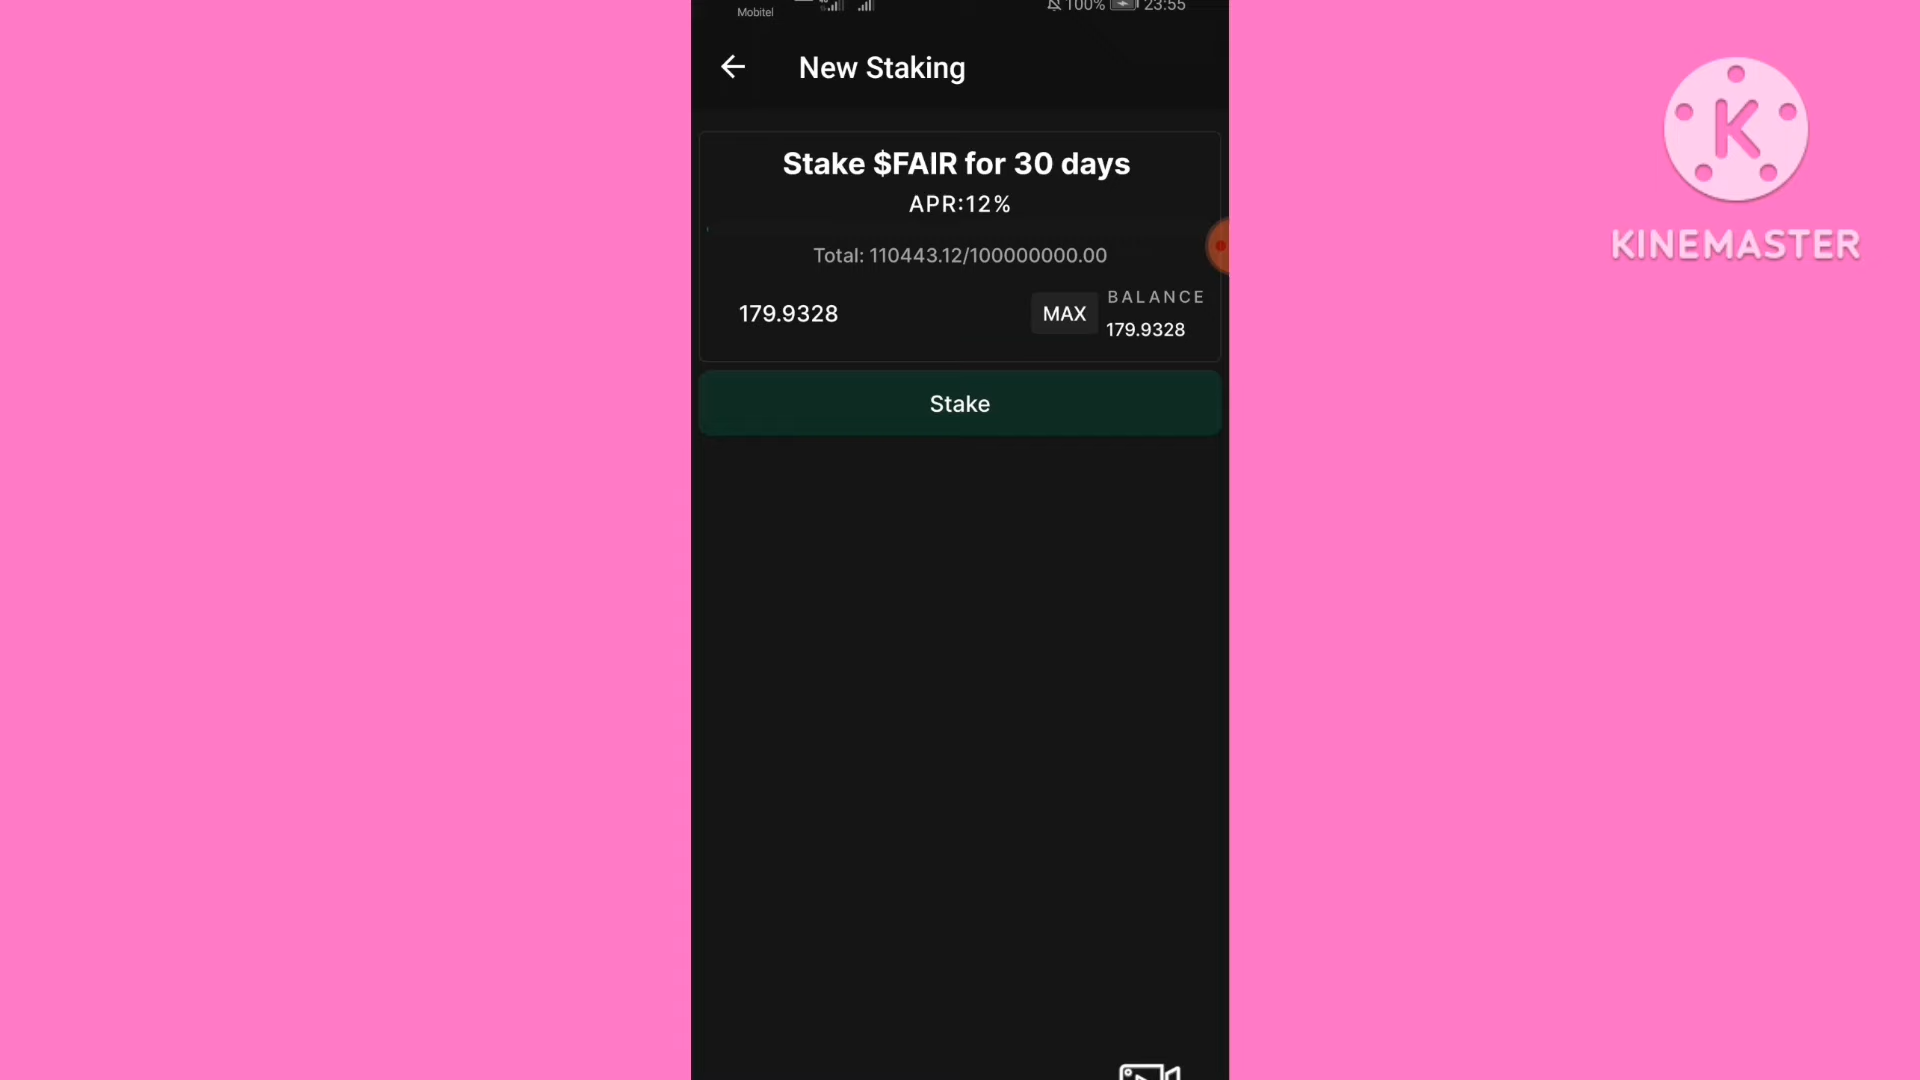 Mobitel
100%
23:55
New Staking
Stake $FAIR for 30 days
APR:12%
Total: 110443.12/100000000.00
179.9328
MAX
BALANCE
179.9328
Stake
K
KINEMASTER